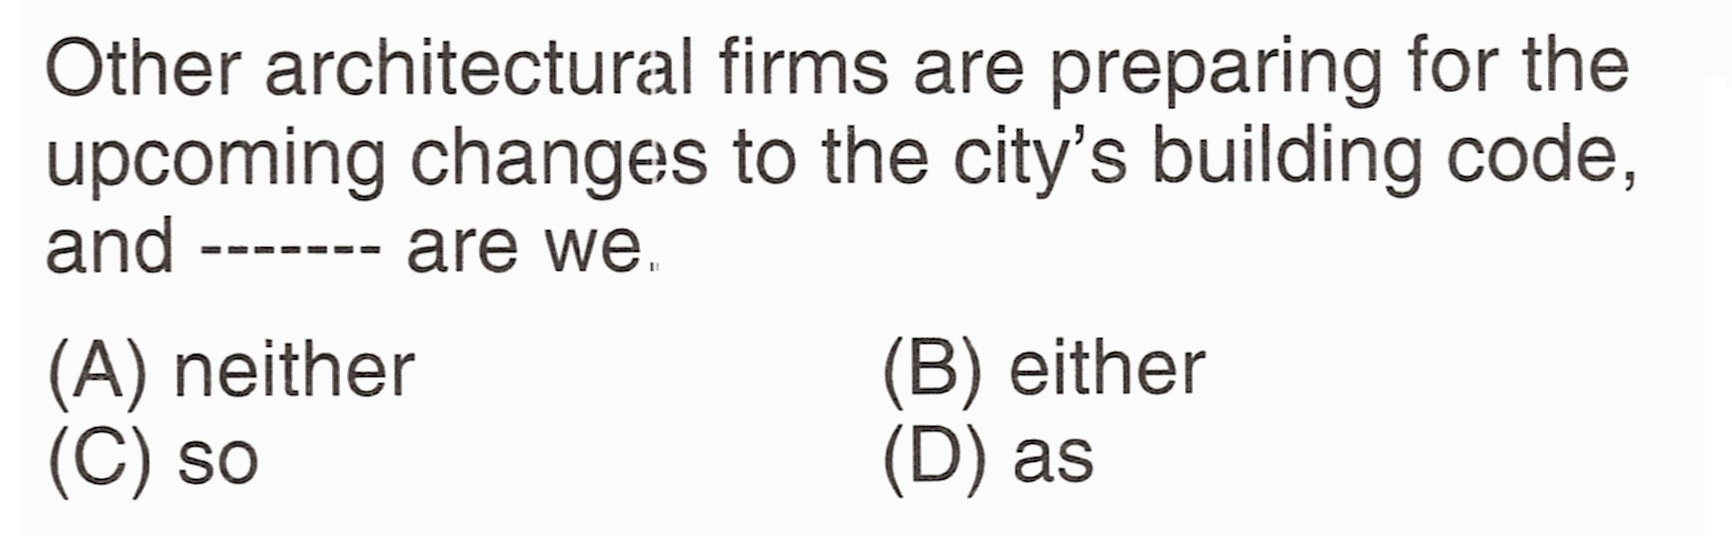 Other architectural firms are preparing for the
upcoming changes to the city's building code,
and ------- are we.
(A) neither
(B) either
(C) so
(D) as